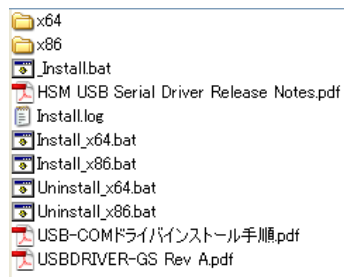 x64
x86
_Install.bat
HSM USB Serial Driver Release Notes.pdf
Install.log
Install_x64.bat
Install_x86.bat
Uninstall_x64.bat
Uninstall_x86.bat
USB-COMドライバインストール手順.pdf
USBDRIVER-GS Rev A.pdf